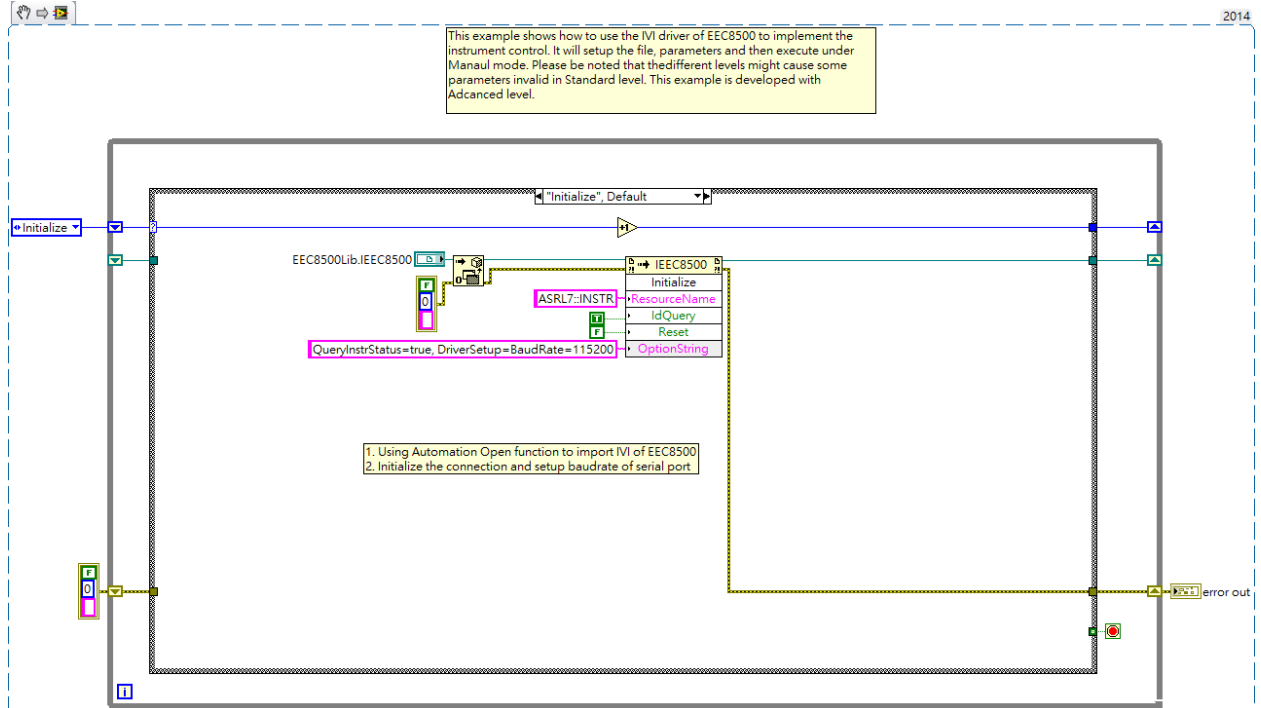 2014
This example shows how to use the IVI driver of EEC8500 to implement the
instrument control. It will setup the file, parameters and then execute under
Manaul mode. Please be noted that thedifferent levels might cause some
parameters invalid in Standard level. This example is developed with
Adcanced level.
"Initialize", Default
Initialize
?
+1
EEC8500Lib.IEEC8500
IEEC8500
F
0
Initialize
ASRL7::INSTR
ResourceName
T
IdQuery
F
Reset
QueryInstrStatus=true, DriverSetup=BaudRate=115200
OptionString
1. Using Automation Open function to import IVI of EEC8500
2. Initialize the connection and setup baudrate of serial port
F
0
error out
i